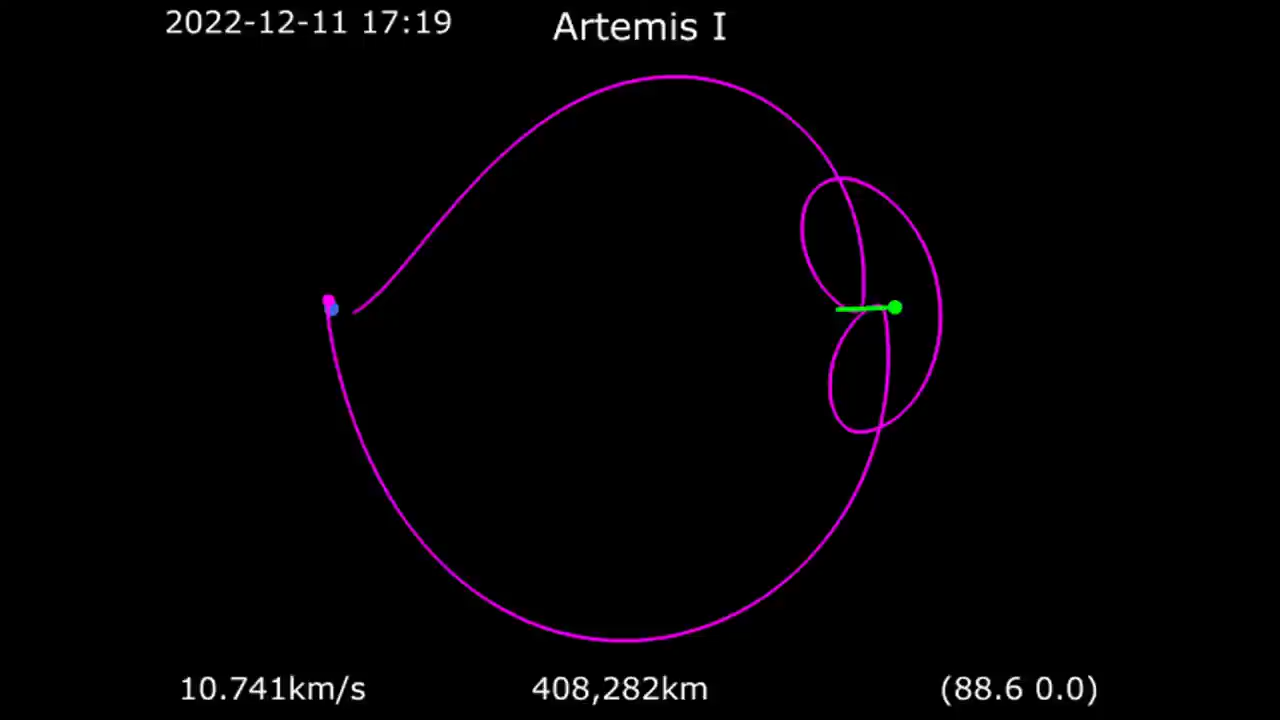 2022-12-11 17:19
Artemis I
10.741km/s
408,282km
(88.6 0.0)